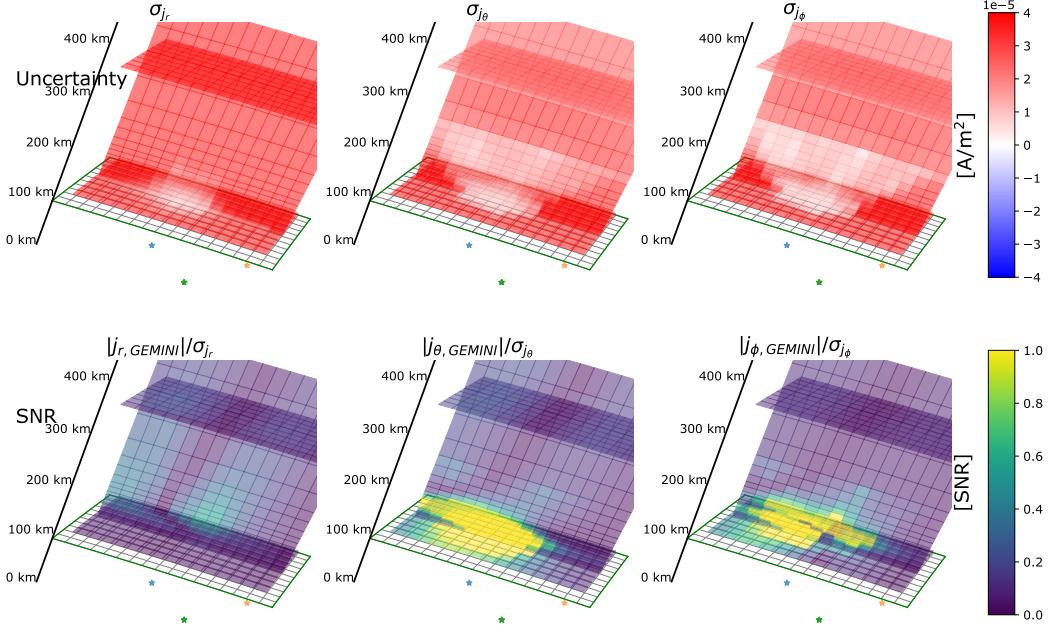 σ_{j_r}
σ_{j_θ}
σ_{j_ϕ}
1e−5
Uncertainty
400 km
300 km
200 km
100 km
0 km
400 km
300 km
200 km
100 km
0 km
400 km
300 km
200 km
100 km
0 km
4
3
2
1
0
−1
−2
−3
−4
[A/m²]
|j_{r, GEMINI}|/σ_{j_r}
|j_{θ, GEMINI}|/σ_{j_θ}
|j_{ϕ, GEMINI}|/σ_{j_ϕ}
SNR
400 km
300 km
200 km
100 km
0 km
400 km
300 km
200 km
100 km
0 km
400 km
300 km
200 km
100 km
0 km
1.0
0.8
0.6
0.4
0.2
0.0
[SNR]